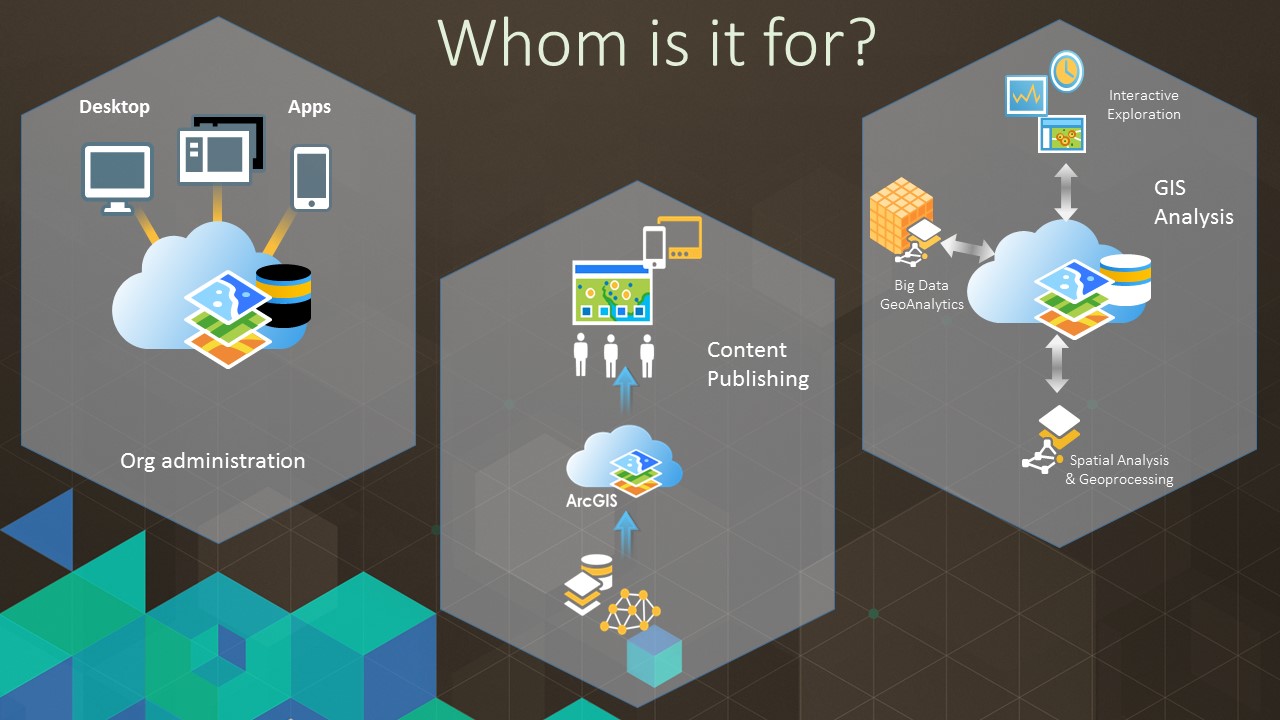 Whom is it for?
Desktop
Apps
Org administration
Content
Publishing
ArcGIS
Interactive
Exploration
GIS
Analysis
Big Data
GeoAnalytics
Spatial Analysis
& Geoprocessing